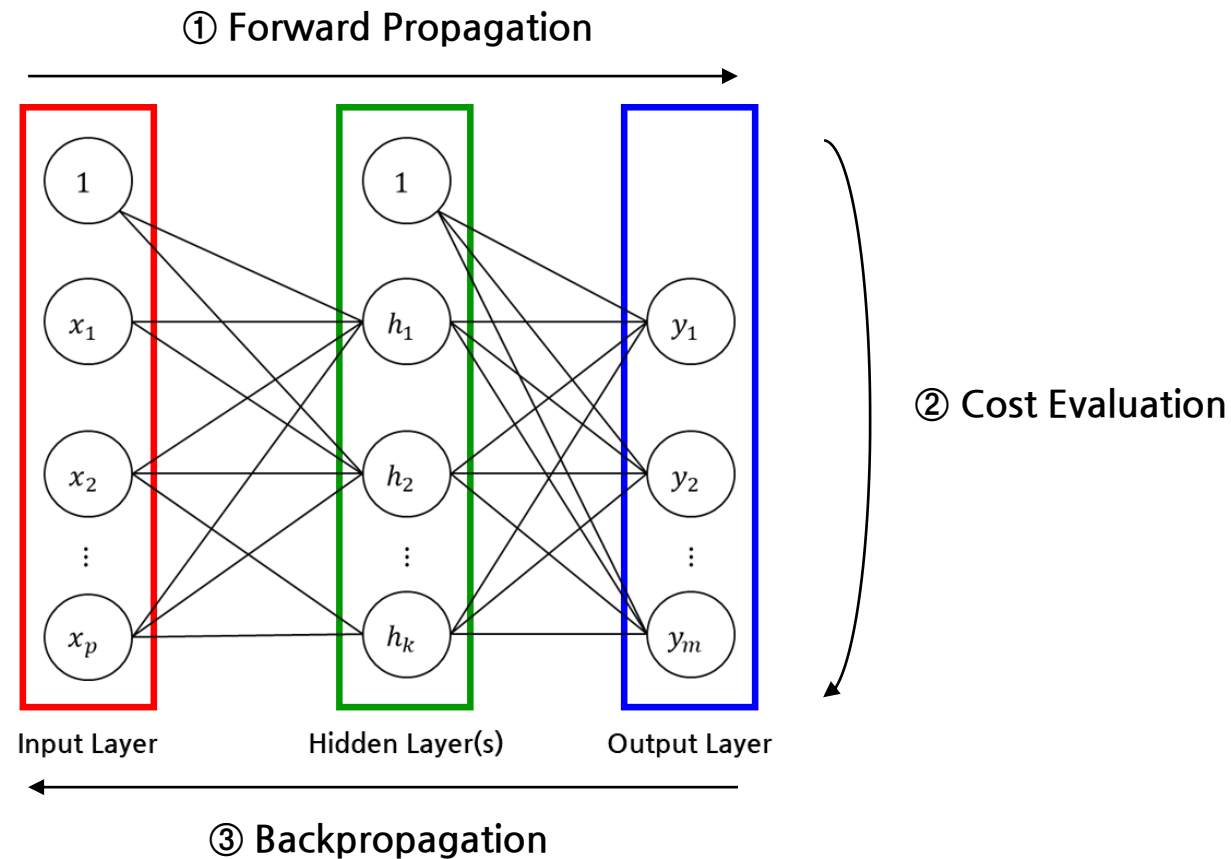 ① Forward Propagation
1 1
x₁ h₁ y₁
② Cost Evaluation
x₂ h₂ y₂
⋮ ⋮ ⋮
xₚ hₖ yₘ
Input Layer Hidden Layer(s) Output Layer
③ Backpropagation